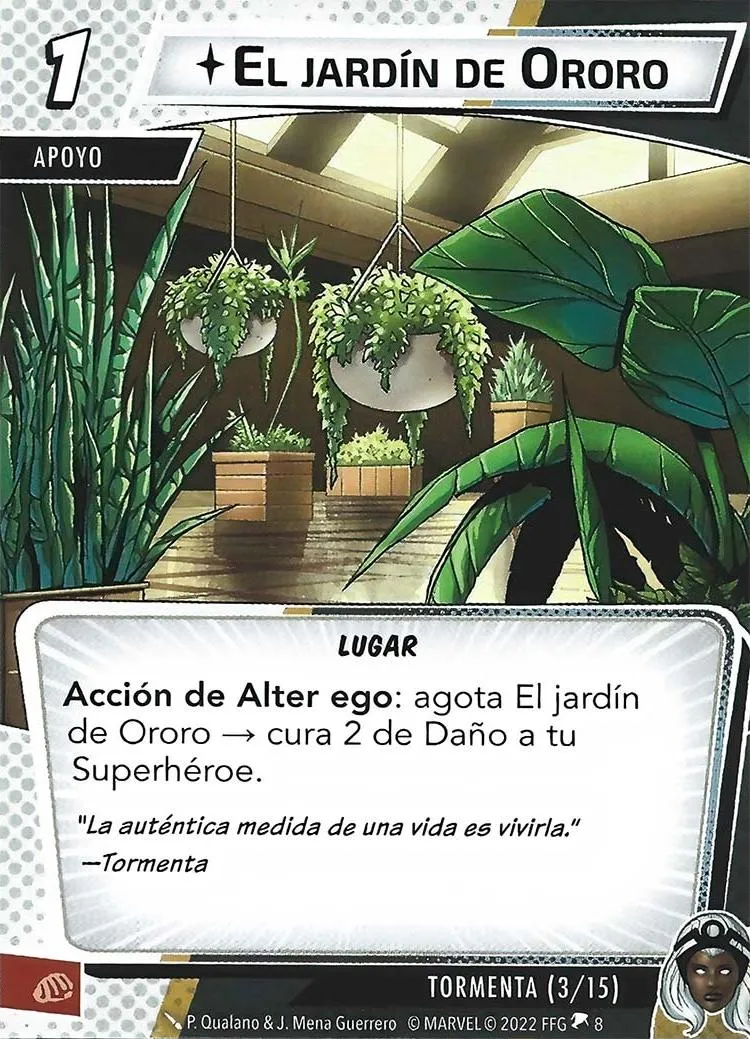 1
EL JARDÍN DE ORORO
APOYO
LUGAR
Acción de Alter ego: agota El jardín
de Ororo → cura 2 de Daño a tu
Superhéroe.
"La auténtica medida de una vida es vivirla."
—Tormenta
TORMENTA (3/15)
P. Qualano & J. Mena Guerrero © MARVEL © 2022 FFG 8